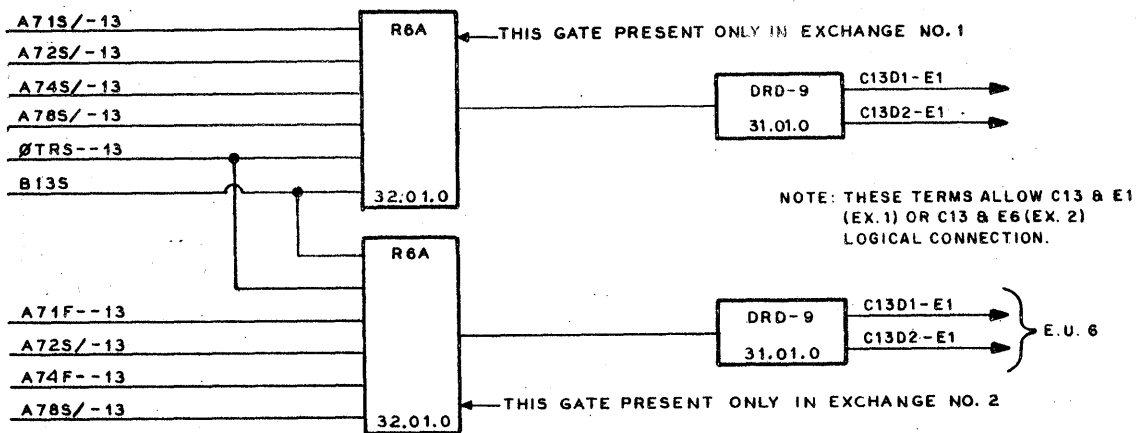 A71S/-13
R6A
THIS GATE PRESENT ONLY IN EXCHANGE NO. 1
A72S/-13
A74S/-13
DRD-9
C13D1-E1
A78S/-13
31.01.0
C13D2-E1
ØTRS--13
B13S
32.01.0
NOTE: THESE TERMS ALLOW C13 & E1
(EX. 1) OR C13 & E6 (EX. 2)
LOGICAL CONNECTION.
R6A
A71F--13
DRD-9
C13D1-E1
E.U. 6
A72S/-13
31.01.0
C13D2-E1
A74F--13
A78S/-13
32.01.0
THIS GATE PRESENT ONLY IN EXCHANGE NO. 2